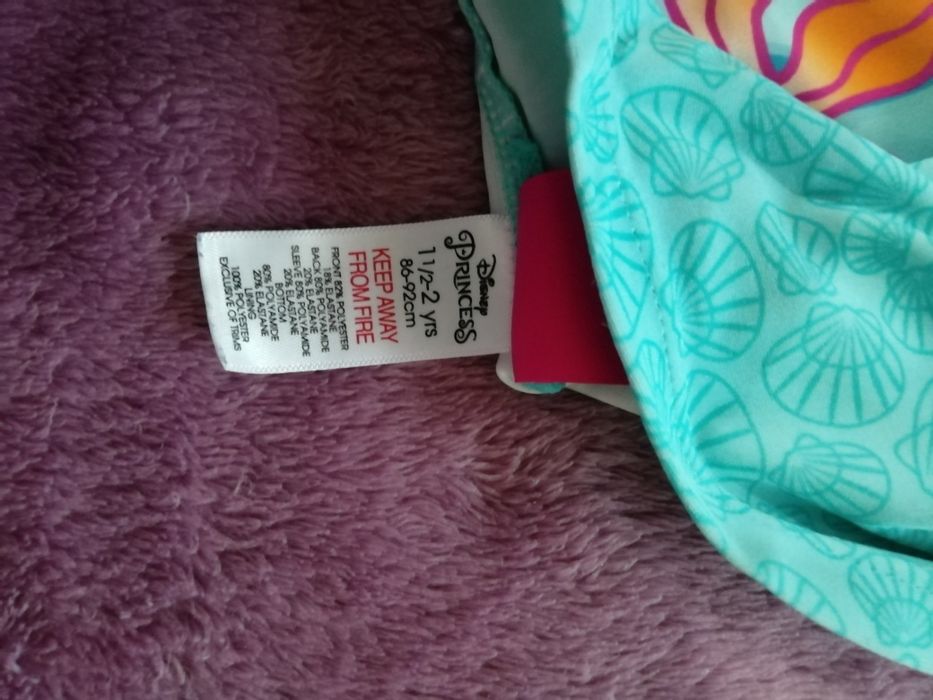 Disney
PRINCESS
1 1/2-2 yrs
86-92cm
KEEP AWAY
FROM FIRE
FRONT 82% POLYESTER
18% ELASTANE
BACK 80% POLYAMIDE
20% ELASTANE
SLEEVE 80% POLYAMIDE
20% ELASTANE
BOTTOM
80% POLYAMIDE
20% ELASTANE
LINING
100% POLYESTER
EXCLUSIVE OF TRIMS